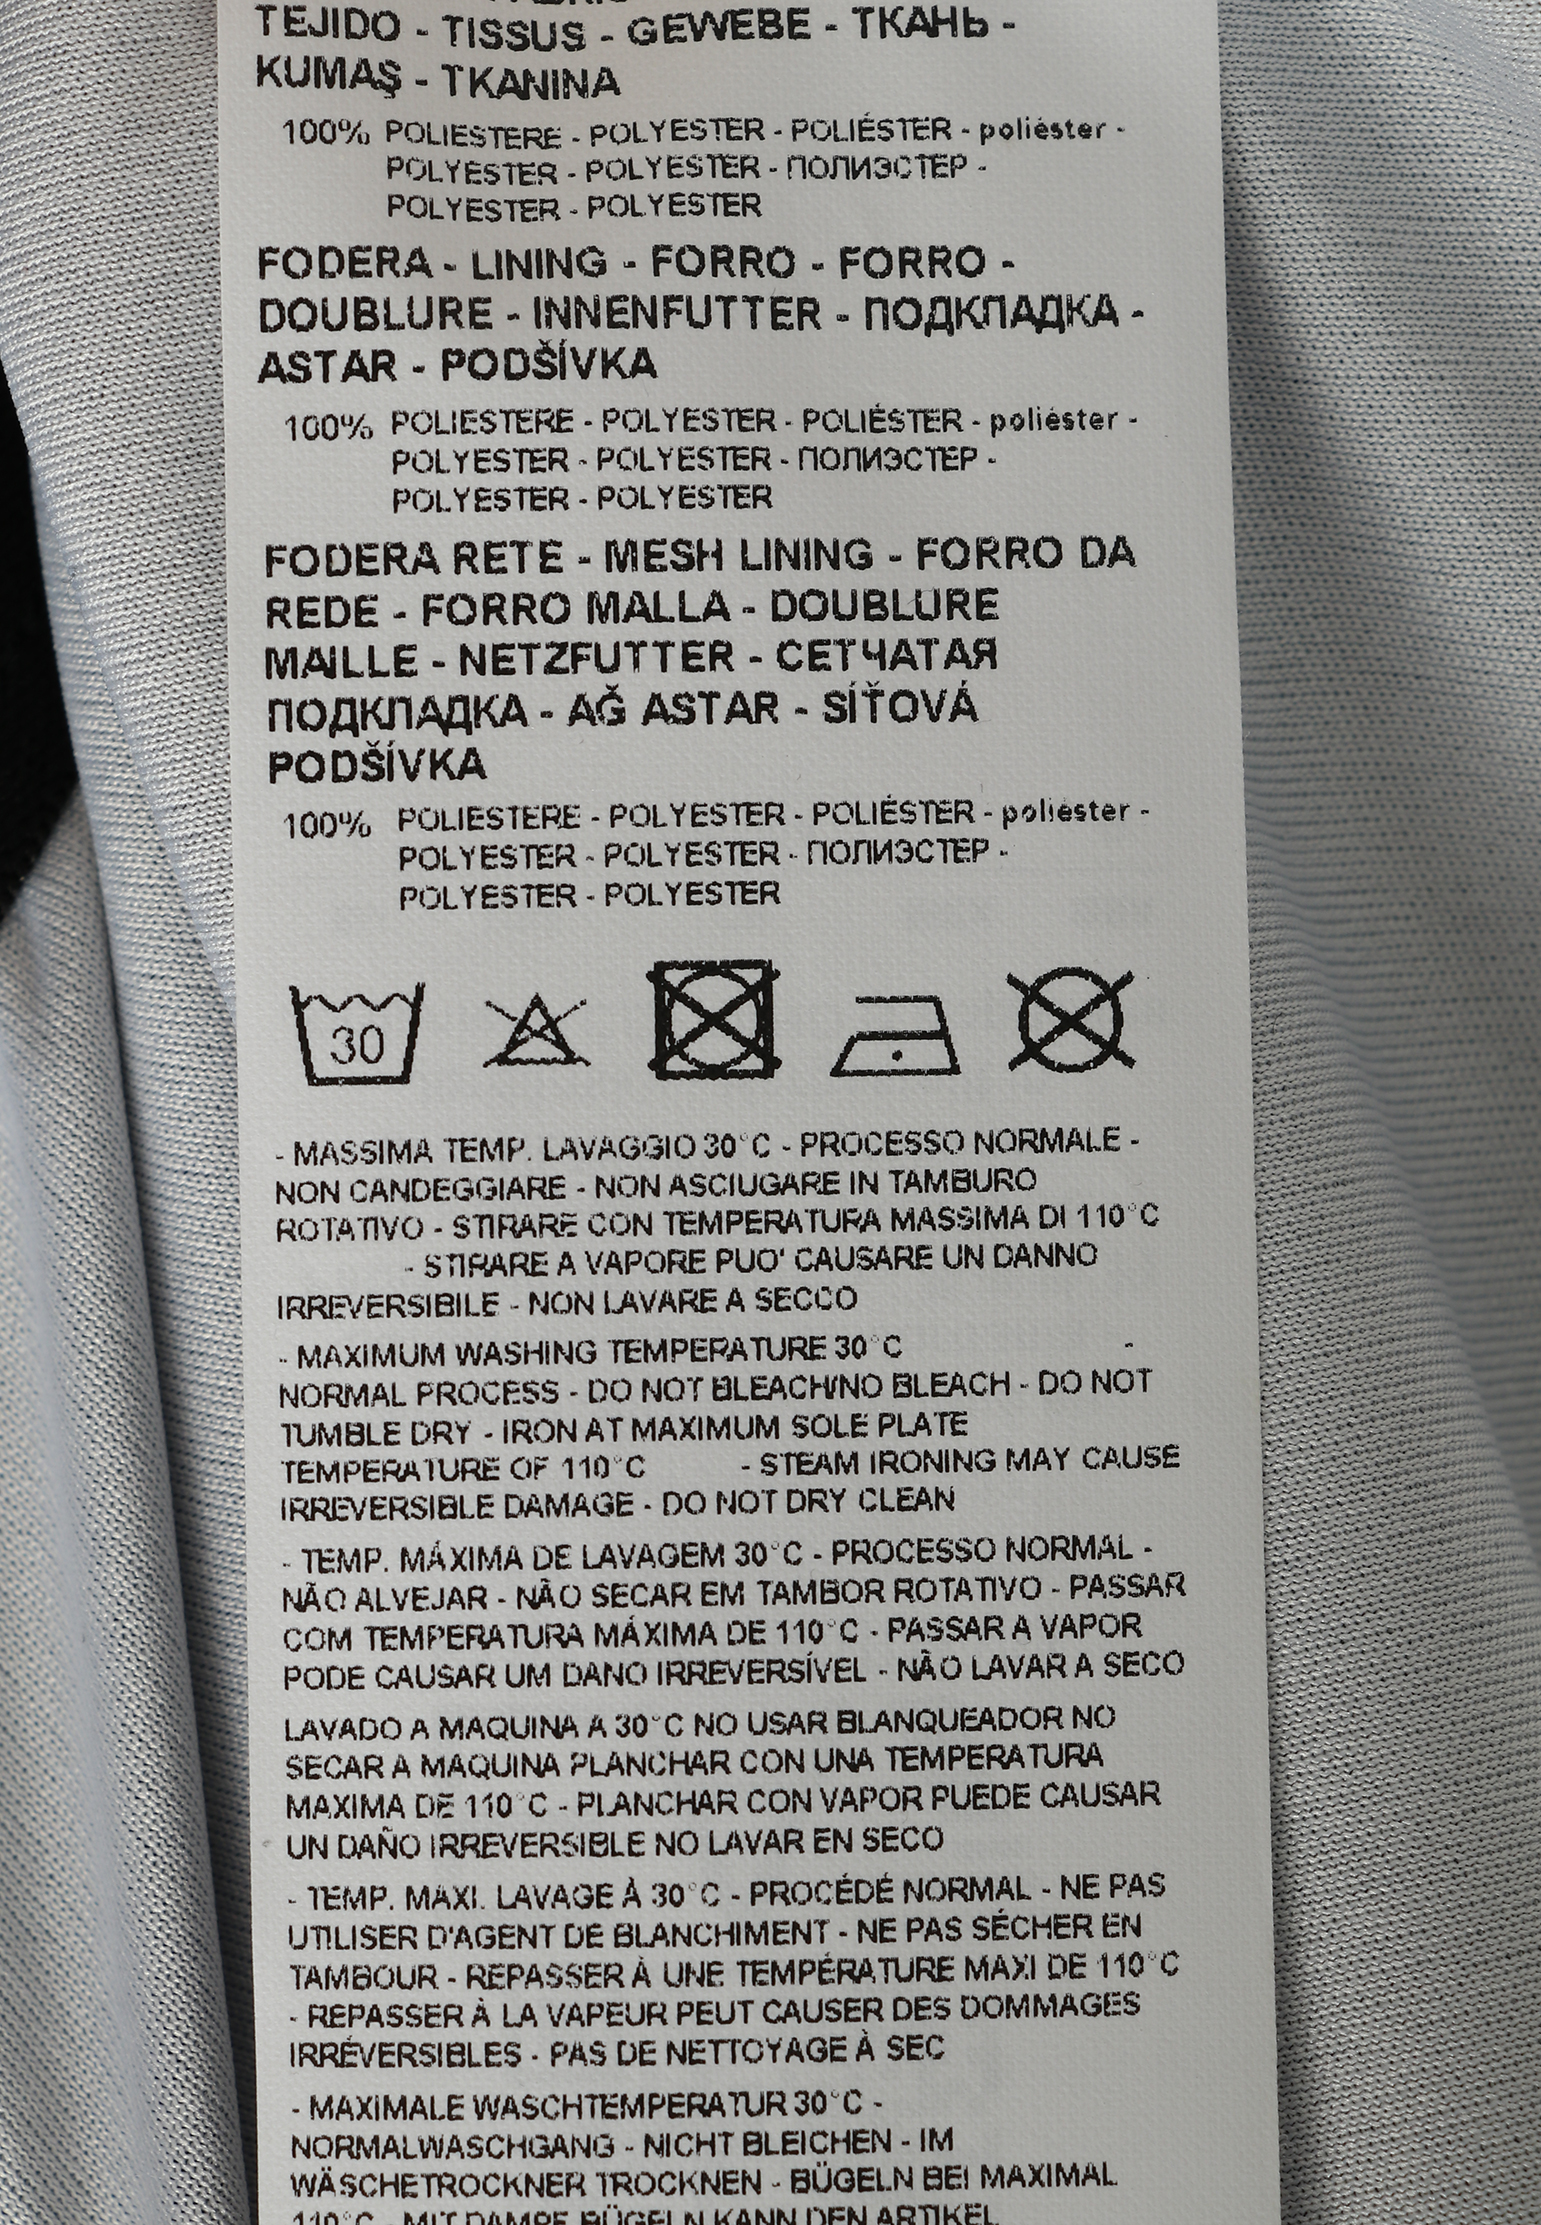 TEJIDO - TISSUS - GEWEBE - ТКАНЬ -
KUMAŞ - TKANINA
100% POLIESTERE - POLYESTER - POLIÉSTER - poliéster -
POLYESTER - POLYESTER - ПОЛИЭСТЕР -
POLYESTER - POLYESTER
FODERA - LINING - FORRO - FORRO -
DOUBLURE - INNENFUTTER - ПОДКЛАДКА -
ASTAR - PODŠÍVKA
100% POLIESTERE - POLYESTER - POLIÉSTER - poliéster -
POLYESTER - POLYESTER - ПОЛИЭСТЕР -
POLYESTER - POLYESTER
FODERA RETE - MESH LINING - FORRO DA
REDE - FORRO MALLA - DOUBLURE
MAILLE - NETZFUTTER - СЕТЧАТАЯ
ПОДКЛАДКА - AĞ ASTAR - SÍŤOVÁ
PODŠÍVKA
100% POLIESTERE - POLYESTER - POLIÉSTER - poliéster -
POLYESTER - POLYESTER - ПОЛИЭСТЕР -
POLYESTER - POLYESTER
30
- MASSIMA TEMP. LAVAGGIO 30°C - PROCESSO NORMALE -
NON CANDEGGIARE - NON ASCIUGARE IN TAMBURO
ROTATIVO - STIRARE CON TEMPERATURA MASSIMA DI 110°C
- STIRARE A VAPORE PUO' CAUSARE UN DANNO
IRREVERSIBILE - NON LAVARE A SECCO
- MAXIMUM WASHING TEMPERATURE 30°C -
NORMAL PROCESS - DO NOT BLEACH/NO BLEACH - DO NOT
TUMBLE DRY - IRON AT MAXIMUM SOLE PLATE
TEMPERATURE OF 110°C - STEAM IRONING MAY CAUSE
IRREVERSIBLE DAMAGE - DO NOT DRY CLEAN
- TEMP. MÁXIMA DE LAVAGEM 30°C - PROCESSO NORMAL -
NÃO ALVEJAR - NÃO SECAR EM TAMBOR ROTATIVO - PASSAR
COM TEMPERATURA MÁXIMA DE 110°C - PASSAR A VAPOR
PODE CAUSAR UM DANO IRREVERSÍVEL - NÃO LAVAR A SECO
LAVADO A MAQUINA A 30°C NO USAR BLANQUEADOR NO
SECAR A MAQUINA PLANCHAR CON UNA TEMPERATURA
MAXIMA DE 110°C - PLANCHAR CON VAPOR PUEDE CAUSAR
UN DAÑO IRREVERSIBLE NO LAVAR EN SECO
- TEMP. MAXI. LAVAGE À 30°C - PROCÉDÉ NORMAL - NE PAS
UTILISER D'AGENT DE BLANCHIMENT - NE PAS SÉCHER EN
TAMBOUR - REPASSER À UNE TEMPÉRATURE MAXI DE 110°C
- REPASSER À LA VAPEUR PEUT CAUSER DES DOMMAGES
IRRÉVERSIBLES - PAS DE NETTOYAGE À SEC
- MAXIMALE WASCHTEMPERATUR 30°C -
NORMALWASCHGANG - NICHT BLEICHEN - IM
WÄSCHETROCKNER TROCKNEN - BÜGELN BEI MAXIMAL
110°C - MIT DAMPF BÜGELN KANN DEN ARTIKEL